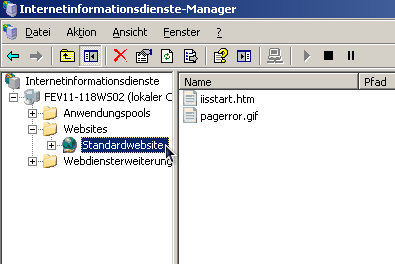 Internetinformationsdienste-Manager
Datei Aktion Ansicht Fenster ?
Internetinformationsdienste
FEV11-118WS02 (lokaler C
Anwendungspools
Websites
Standardwebsite
Webdiensterweiterung
Name Pfad
iisstart.htm
pagerror.gif